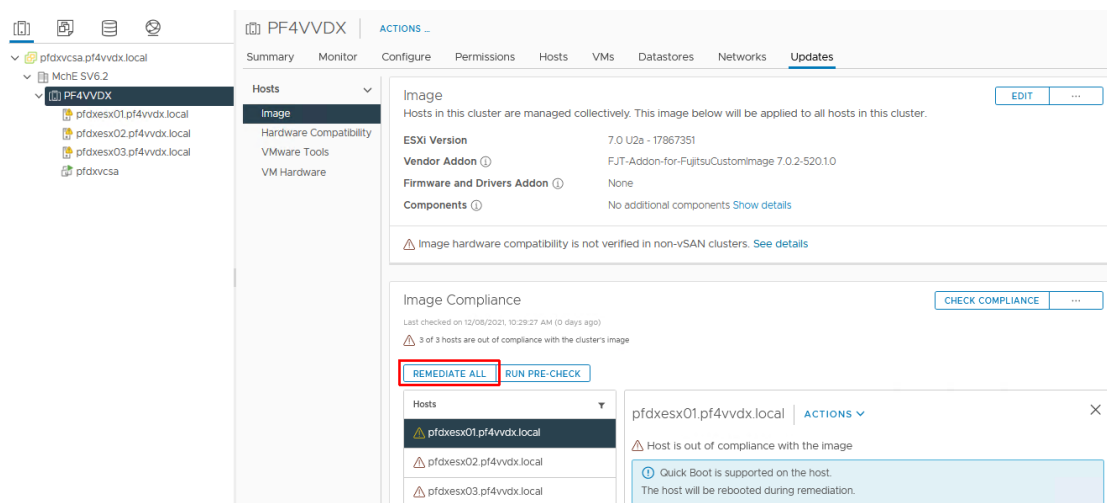 PF4VVDX
ACTIONS ...
Summary Monitor Configure Permissions Hosts VMs Datastores Networks Updates
pfdxvcsa.pf4vvdx.local
MchE SV6.2
PF4VVDX
pfdxesx01.pf4vvdx.local
pfdxesx02.pf4vvdx.local
pfdxesx03.pf4vvdx.local
pfdxvcsa
Hosts
Image
Hardware Compatibility
VMware Tools
VM Hardware
Image
EDIT ...
Hosts in this cluster are managed collectively. This image below will be applied to all hosts in this cluster.
ESXi Version 7.0 U2a - 17867351
Vendor Addon FJT-Addon-for-FujitsuCustomImage 7.0.2-520.1.0
Firmware and Drivers Addon None
Components No additional components Show details
Image hardware compatibility is not verified in non-vSAN clusters. See details
Image Compliance
CHECK COMPLIANCE ...
Last checked on 12/08/2021, 10:29:27 AM (0 days ago)
3 of 3 hosts are out of compliance with the cluster's image
REMEDIATE ALL RUN PRE-CHECK
Hosts
pfdxesx01.pf4vvdx.local
pfdxesx02.pf4vvdx.local
pfdxesx03.pf4vvdx.local
pfdxesx01.pf4vvdx.local ACTIONS
Host is out of compliance with the image
Quick Boot is supported on the host.
The host will be rebooted during remediation.